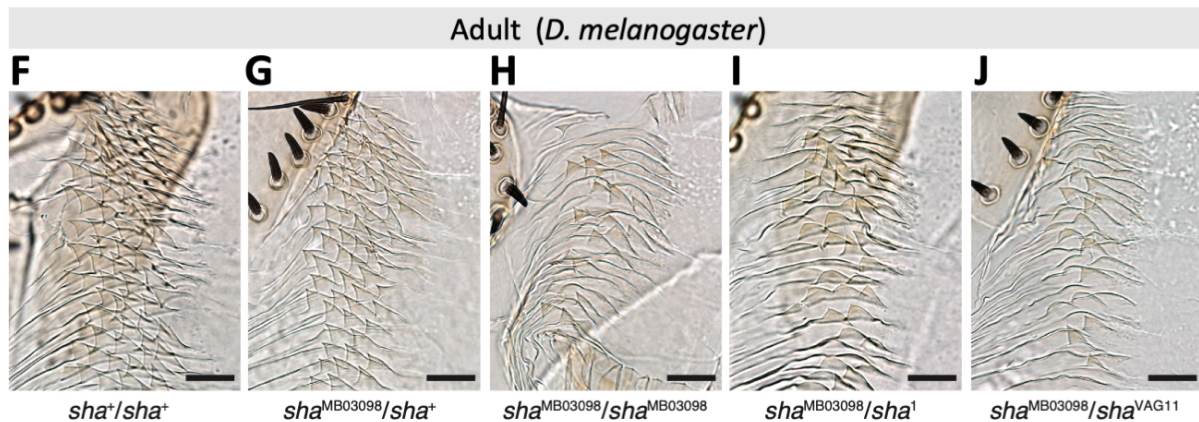 Adult (D. melanogaster)
F G H I J
sha⁺/sha⁺ shaᴹᴮ⁰³⁰⁹⁸/sha⁺ shaᴹᴮ⁰³⁰⁹⁸/shaᴹᴮ⁰³⁰⁹⁸ shaᴹᴮ⁰³⁰⁹⁸/sha¹ shaᴹᴮ⁰³⁰⁹⁸/shaⱽᴬᴳ¹¹